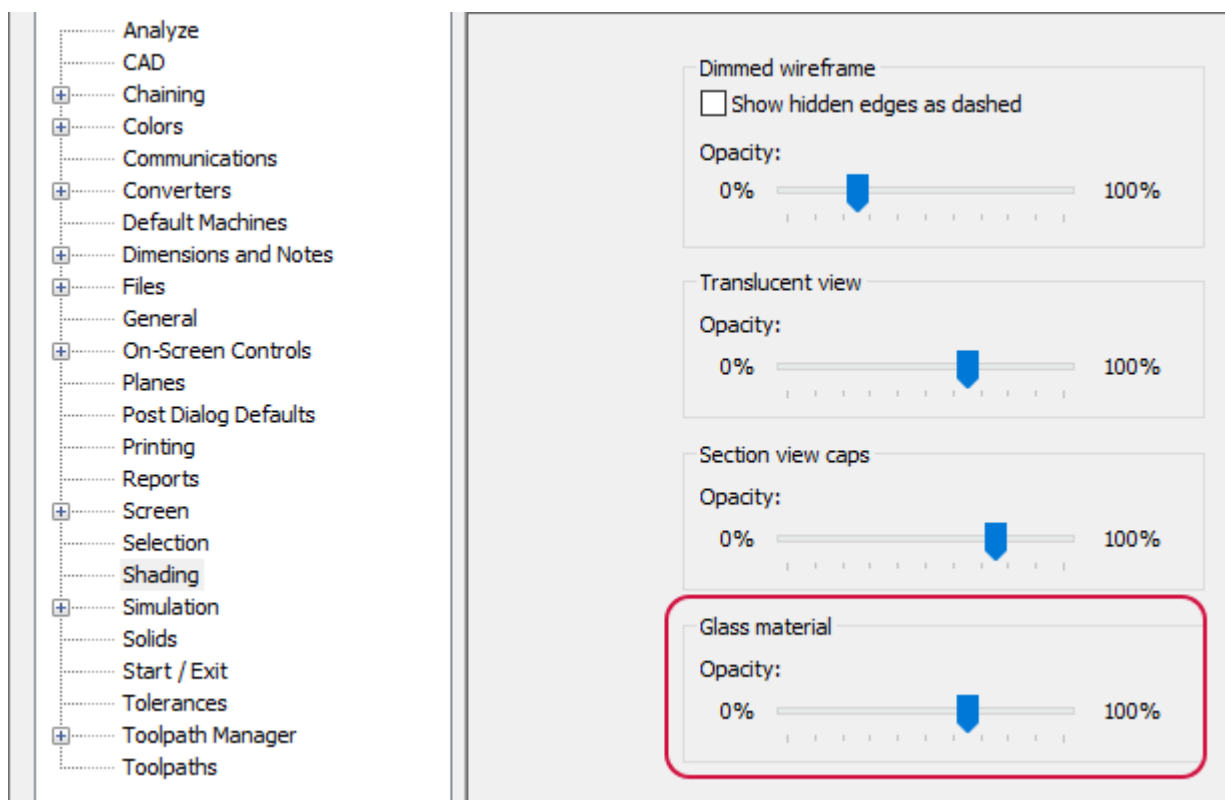 Analyze
CAD
Chaining
Colors
Communications
Converters
Default Machines
Dimensions and Notes
Files
General
On-Screen Controls
Planes
Post Dialog Defaults
Printing
Reports
Screen
Selection
Shading
Simulation
Solids
Start / Exit
Tolerances
Toolpath Manager
Toolpaths
Dimmed wireframe
Show hidden edges as dashed
Opacity:
0% 100%
Translucent view
Opacity:
0% 100%
Section view caps
Opacity:
0% 100%
Glass material
Opacity:
0% 100%